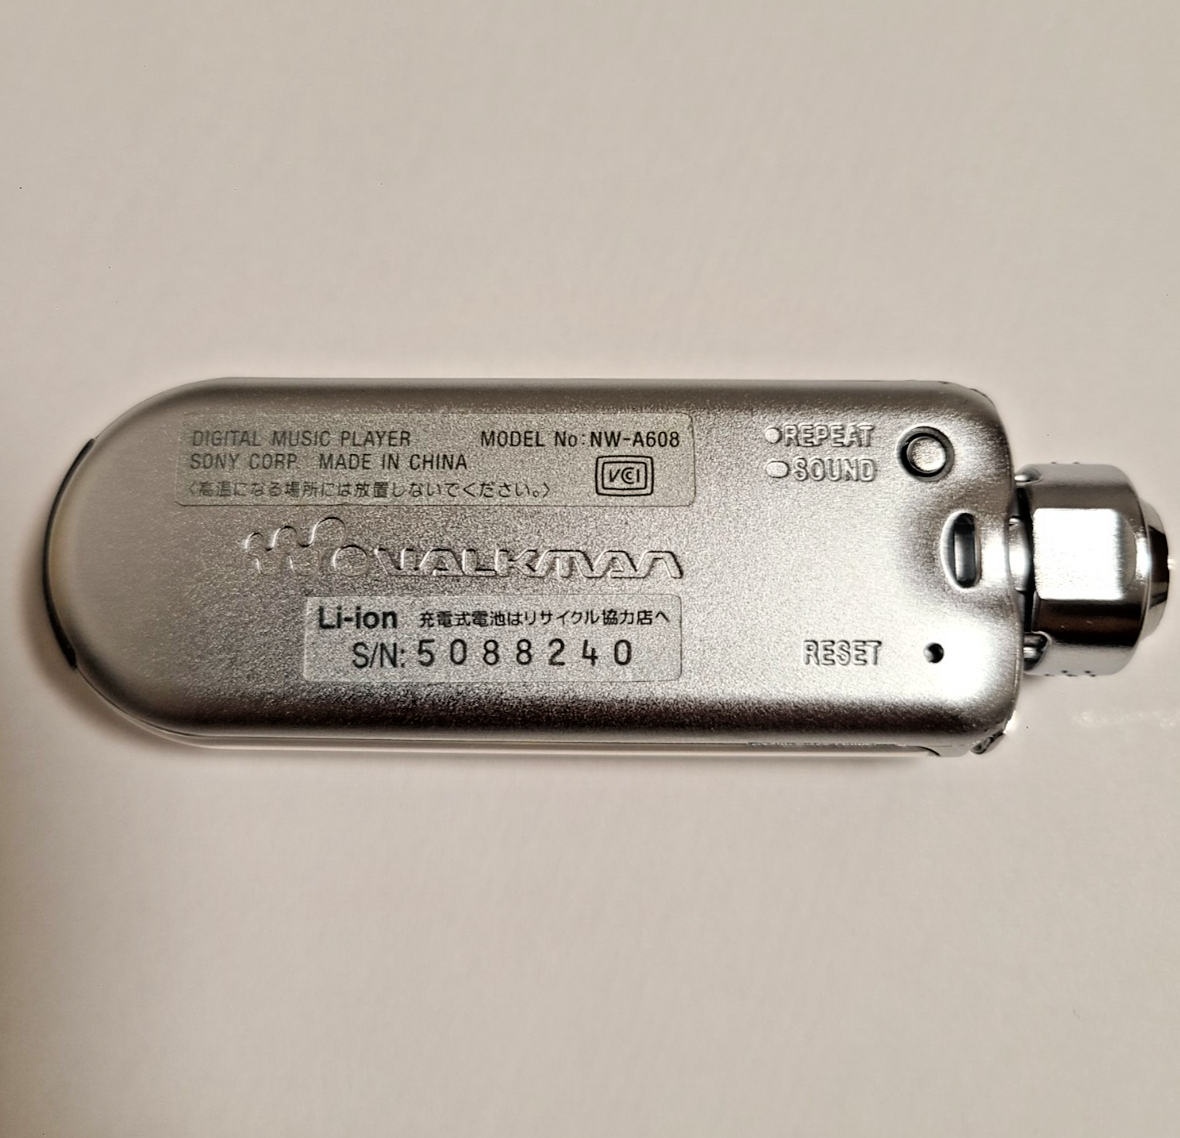 DIGITAL MUSIC PLAYER MODEL No:NW-A608
SONY CORP. MADE IN CHINA
〈高温になる場所には放置しないでください。〉
VCI
REPEAT
SOUND
WALKMAN
Li-ion 充電式電池はリサイクル協力店へ
S/N: 5088240
RESET